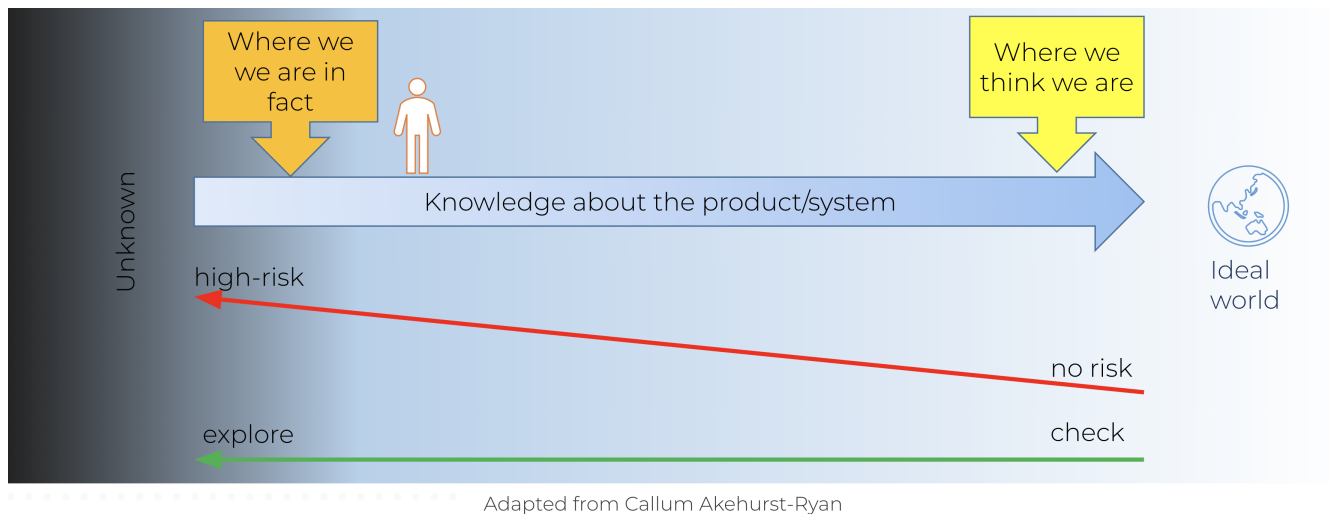 Where we
we are in
fact
Where we
think we are
Unknown
Knowledge about the product/system
high-risk
Ideal
world
no risk
explore
check
Adapted from Callum Akehurst-Ryan